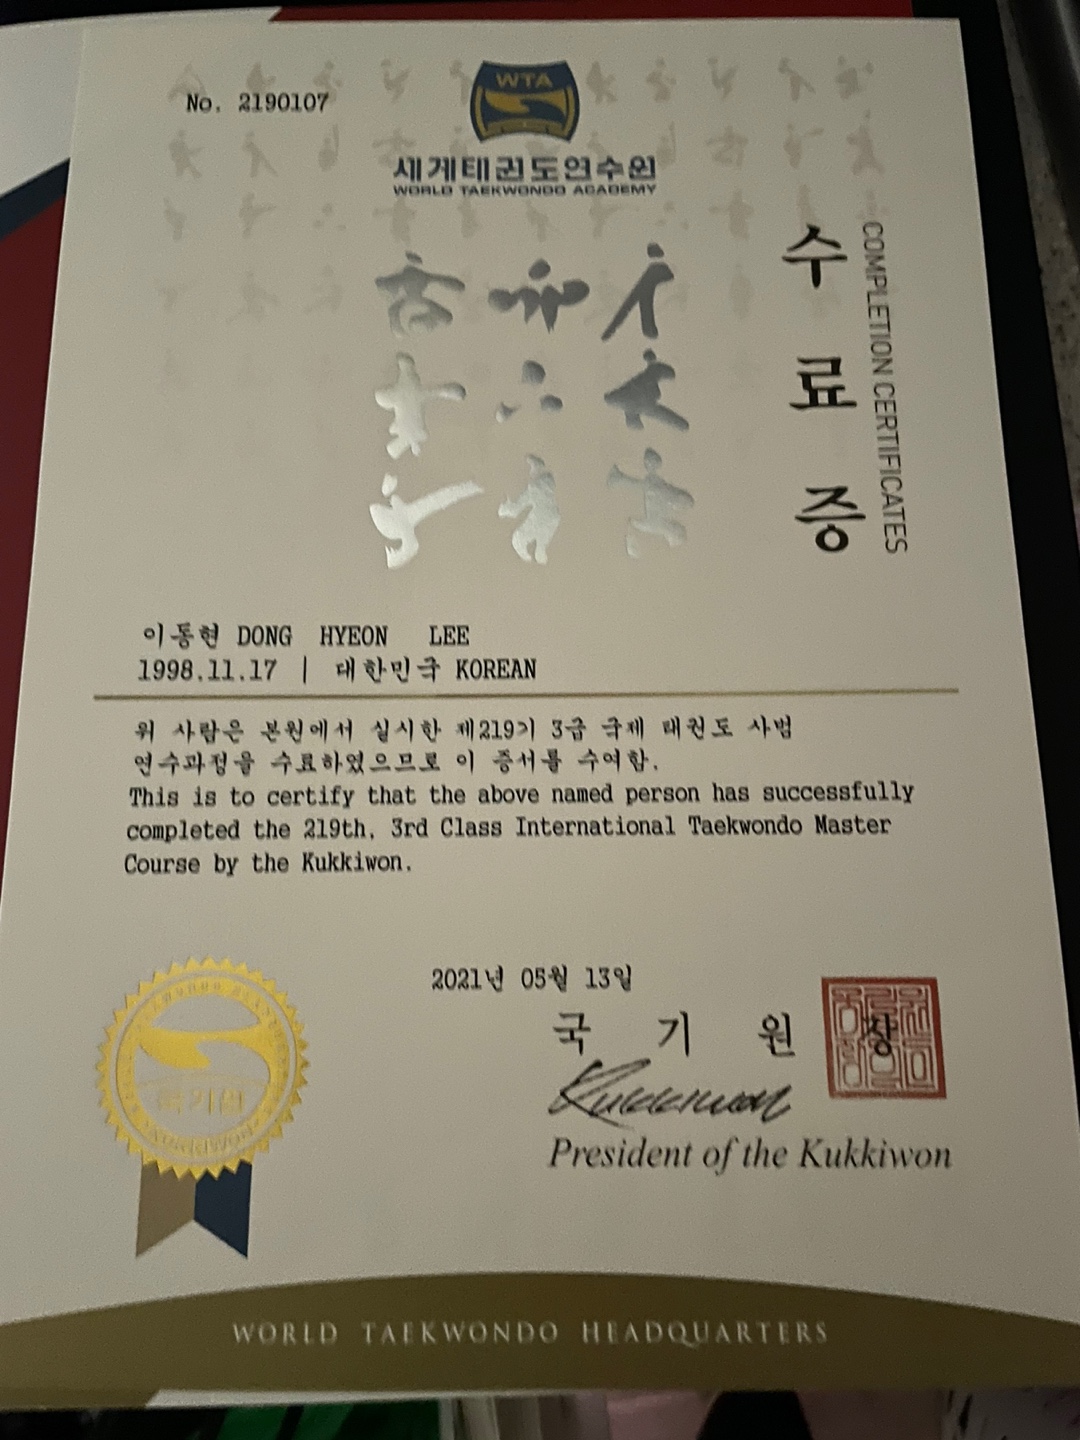 No. 2190107
WTA
세계태권도연수원
WORLD TAEKWONDO ACADEMY
수료증
COMPLETION CERTIFICATES
이동현 DONG HYEON LEE
1998.11.17 | 대한민국 KOREAN
위 사람은 본원에서 실시한 제219기 3급 국제 태권도 사범
연수과정을 수료하였으므로 이 증서를 수여함.
This is to certify that the above named person has successfully
completed the 219th, 3rd Class International Taekwondo Master
Course by the Kukkiwon.
2021년 05월 13일
국 기 원 장
Kukkiwon
President of the Kukkiwon
국기원
KUKKIWON
WORLD TAEKWONDO HEADQUARTERS